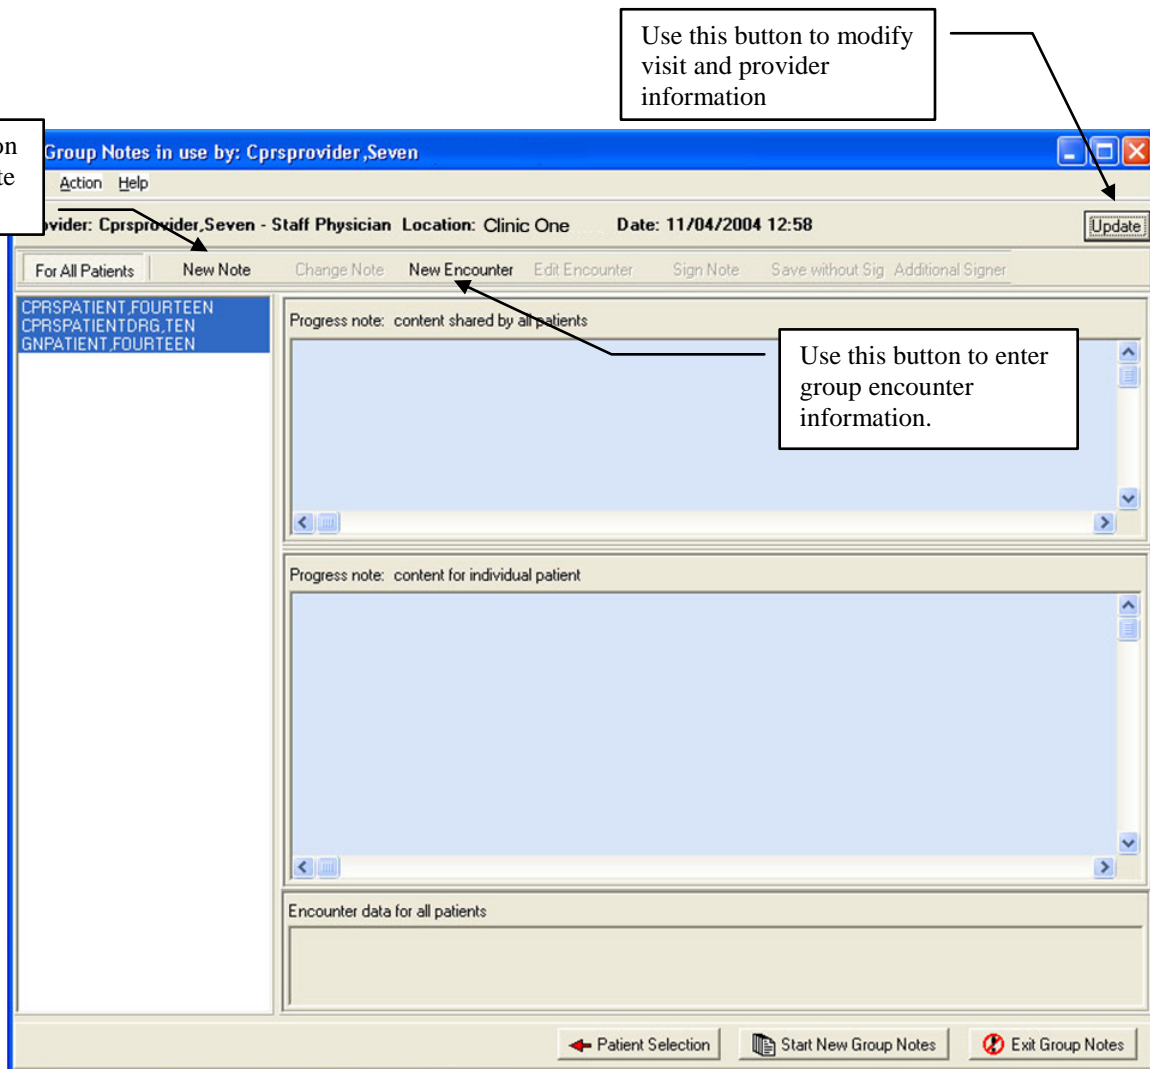 Use this button to modify
visit and provider
information
on
te
Group Notes in use by: Cprsprovider,Seven
Action Help
ovider: Cprsprovider,Seven - Staff Physician Location: Clinic One Date: 11/04/2004 12:58 Update
For All Patients New Note Change Note New Encounter Edit Encounter Sign Note Save without Sig Additional Signer
CPRSPATIENT,FOURTEEN
CPRSPATIENTDRG,TEN
GNPATIENT,FOURTEEN
Progress note: content shared by all patients
Use this button to enter
group encounter
information.
Progress note: content for individual patient
Encounter data for all patients
Patient Selection Start New Group Notes Exit Group Notes